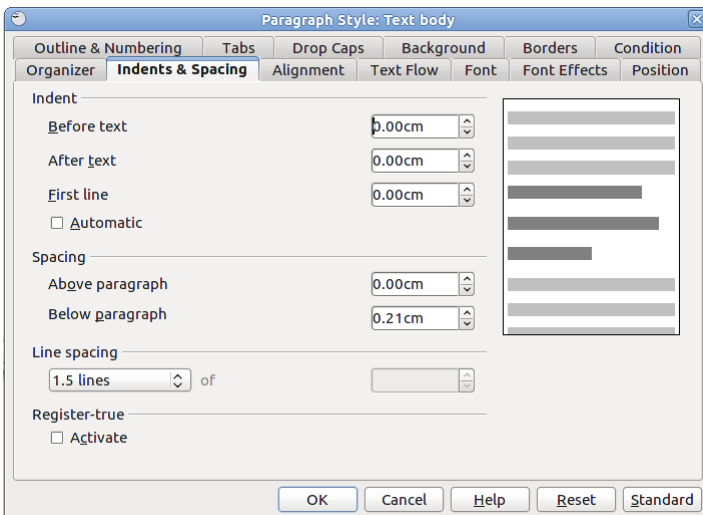 Paragraph Style: Text body
Outline & Numbering Tabs Drop Caps Background Borders Condition
Organizer Indents & Spacing Alignment Text Flow Font Font Effects Position
Indent
Before text 0.00cm
After text 0.00cm
First line 0.00cm
Automatic
Spacing
Above paragraph 0.00cm
Below paragraph 0.21cm
Line spacing
1.5 lines of
Register-true
Activate
OK Cancel Help Reset Standard